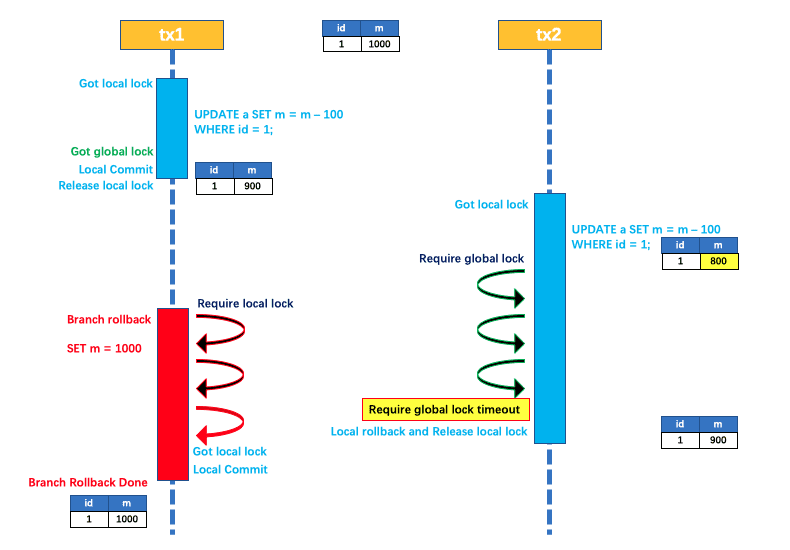 tx1
id m
1 1000
tx2
Got local lock
UPDATE a SET m = m – 100
WHERE id = 1;
Got global lock
Local Commit
Release local lock
id m
1 900
Got local lock
UPDATE a SET m = m – 100
WHERE id = 1;
id m
1 800
Require global lock
Require local lock
Branch rollback
SET m = 1000
Require global lock timeout
Local rollback and Release local lock
id m
1 900
Got local lock
Local Commit
Branch Rollback Done
id m
1 1000